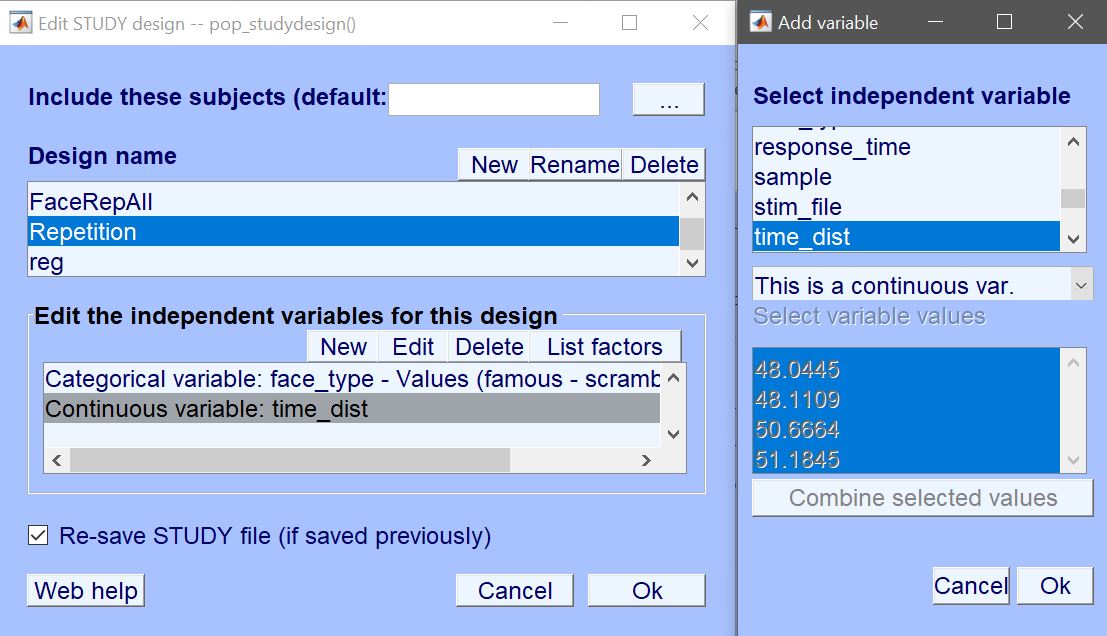 Edit STUDY design -- pop_studydesign()
Include these subjects (default:
...
Design name
New Rename Delete
FaceRepAll
Repetition
reg
Edit the independent variables for this design
New Edit Delete List factors
Categorical variable: face_type - Values (famous - scramb
Continuous variable: time_dist
Re-save STUDY file (if saved previously)
Web help Cancel Ok
Add variable
Select independent variable
response_time
sample
stim_file
time_dist
This is a continuous var.
Select variable values
48.0445
48.1109
50.6664
51.1845
Combine selected values
Cancel Ok